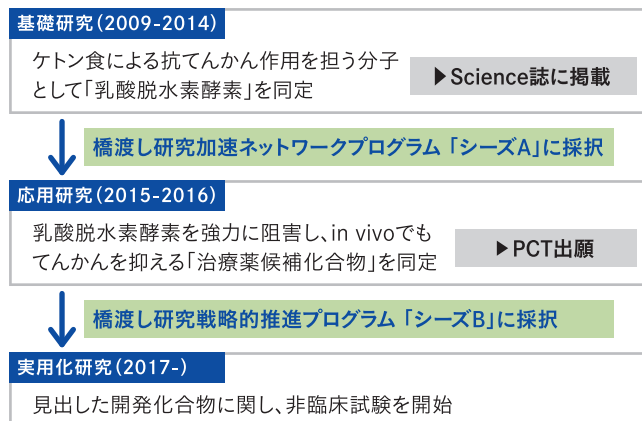 基礎研究（2009-2014）
ケトン食による抗てんかん作用を担う分子
として「乳酸脱水素酵素」を同定
▶Science誌に掲載
橋渡し研究加速ネットワークプログラム「シーズA」に採択
応用研究（2015-2016）
乳酸脱水素酵素を強力に阻害し、in vivoでも
てんかんを抑える「治療薬候補化合物」を同定
▶PCT出願
橋渡し研究戦略的推進プログラム「シーズB」に採択
実用化研究（2017-）
見出した開発化合物に関し、非臨床試験を開始